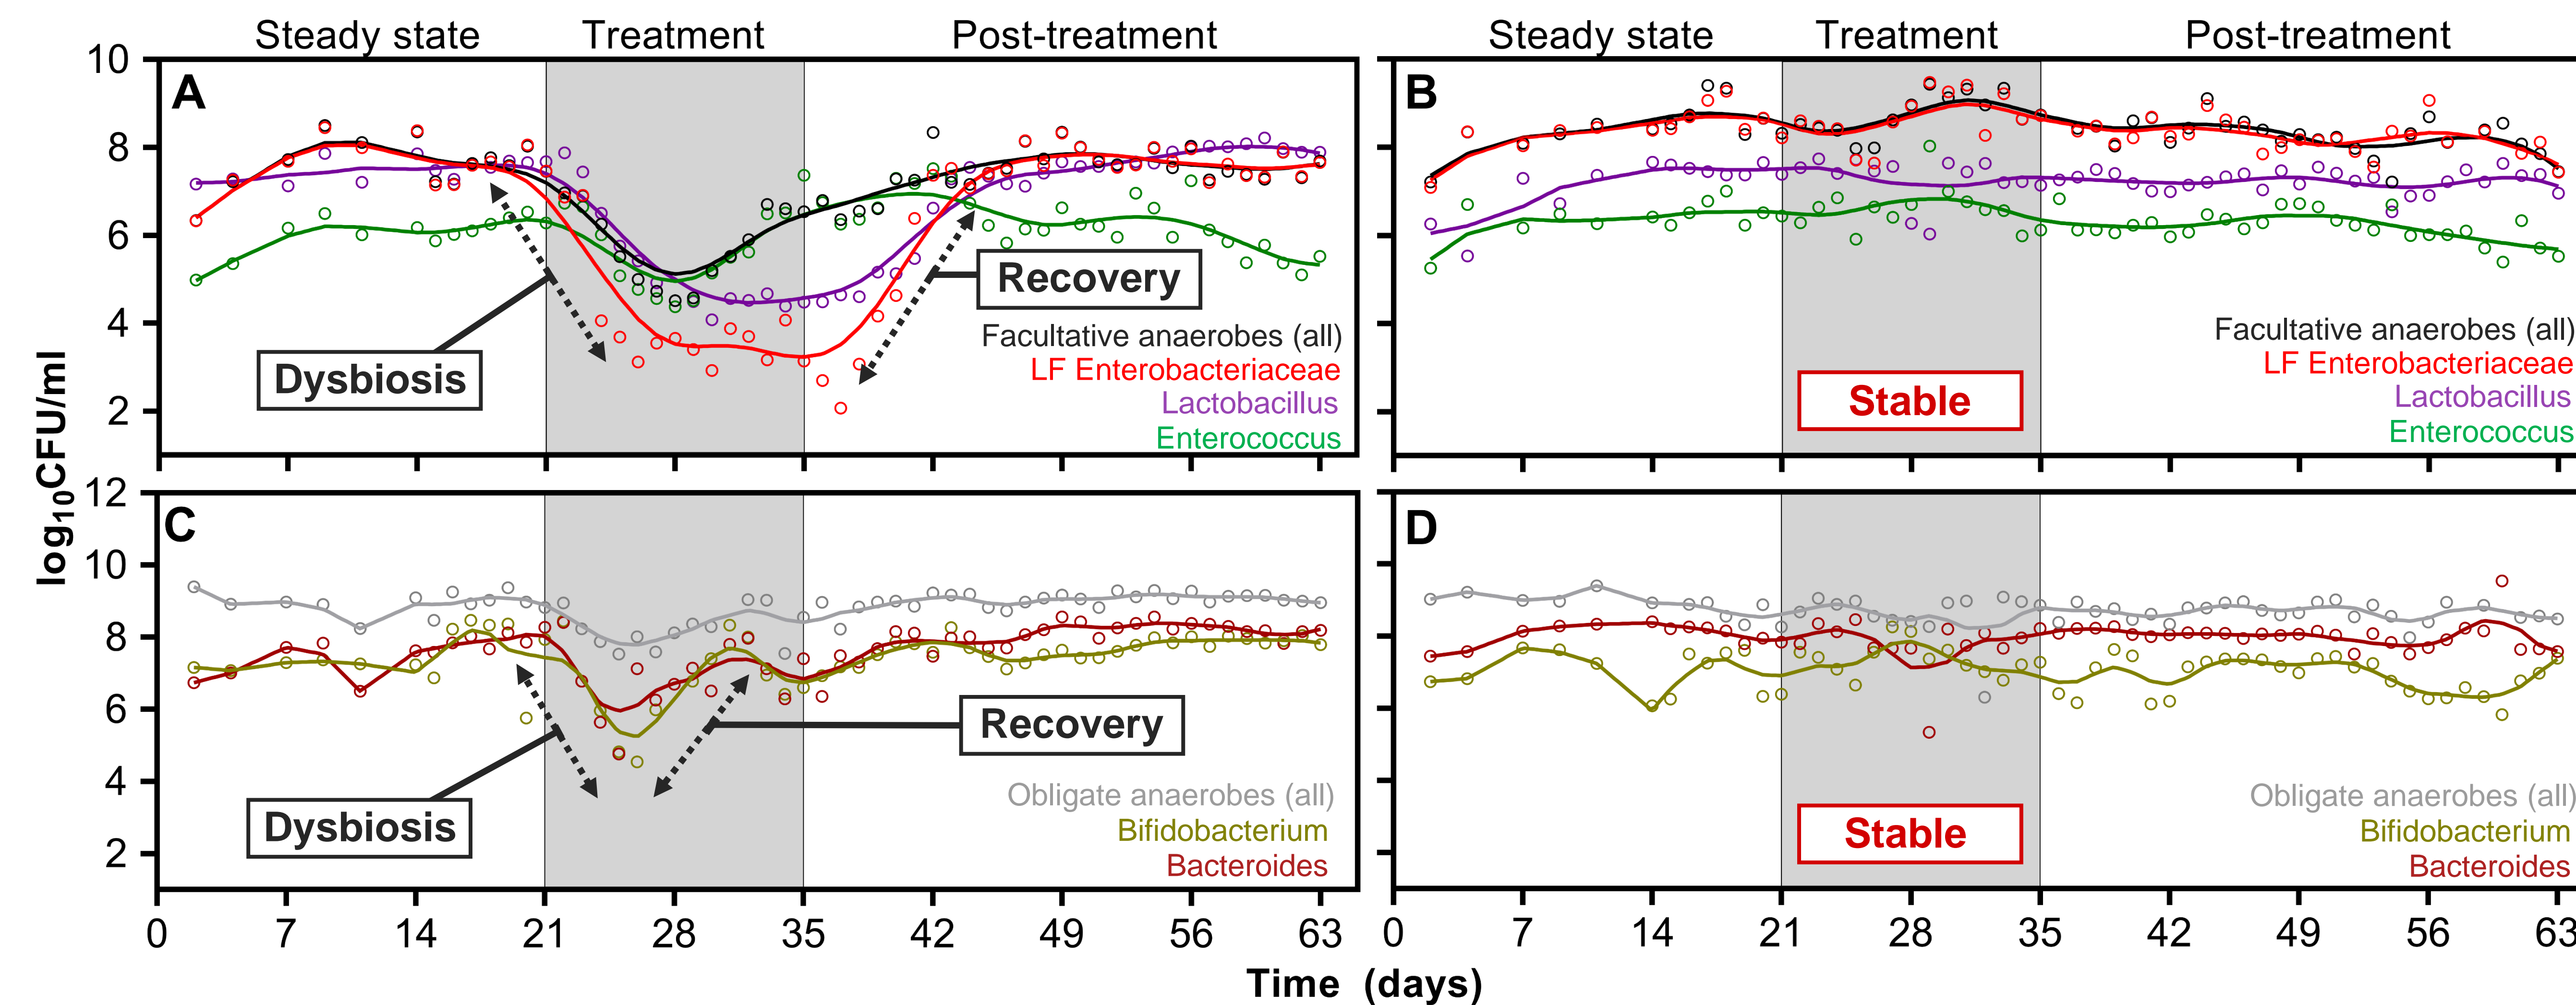 Steady state Treatment Post-treatment Steady state Treatment Post-treatment
10
8
6
4
2
A
Dysbiosis
Recovery
Facultative anaerobes (all)
LF Enterobacteriaceae
Lactobacillus
Enterococcus
B
Stable
Facultative anaerobes (all)
LF Enterobacteriaceae
Lactobacillus
Enterococcus
log10CFU/ml
12
10
8
6
4
2
C
Dysbiosis
Recovery
Obligate anaerobes (all)
Bifidobacterium
Bacteroides
D
Stable
Obligate anaerobes (all)
Bifidobacterium
Bacteroides
0 7 14 21 28 35 42 49 56 63 0 7 14 21 28 35 42 49 56 63
Time (days)